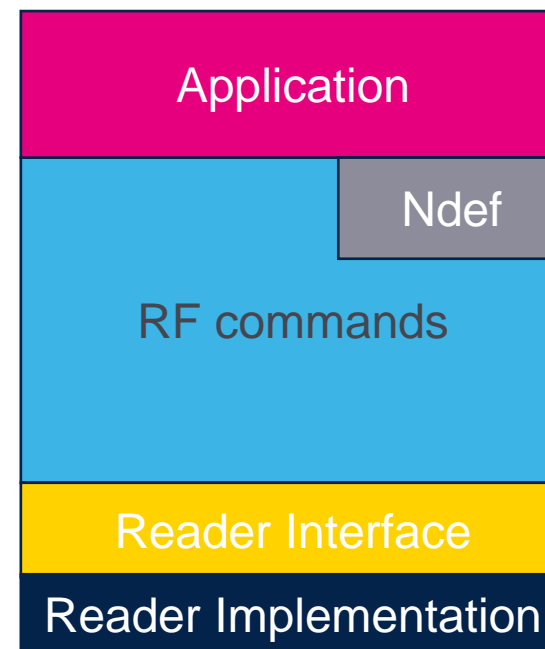 Application
Ndef
RF commands
Reader Interface
Reader Implementation